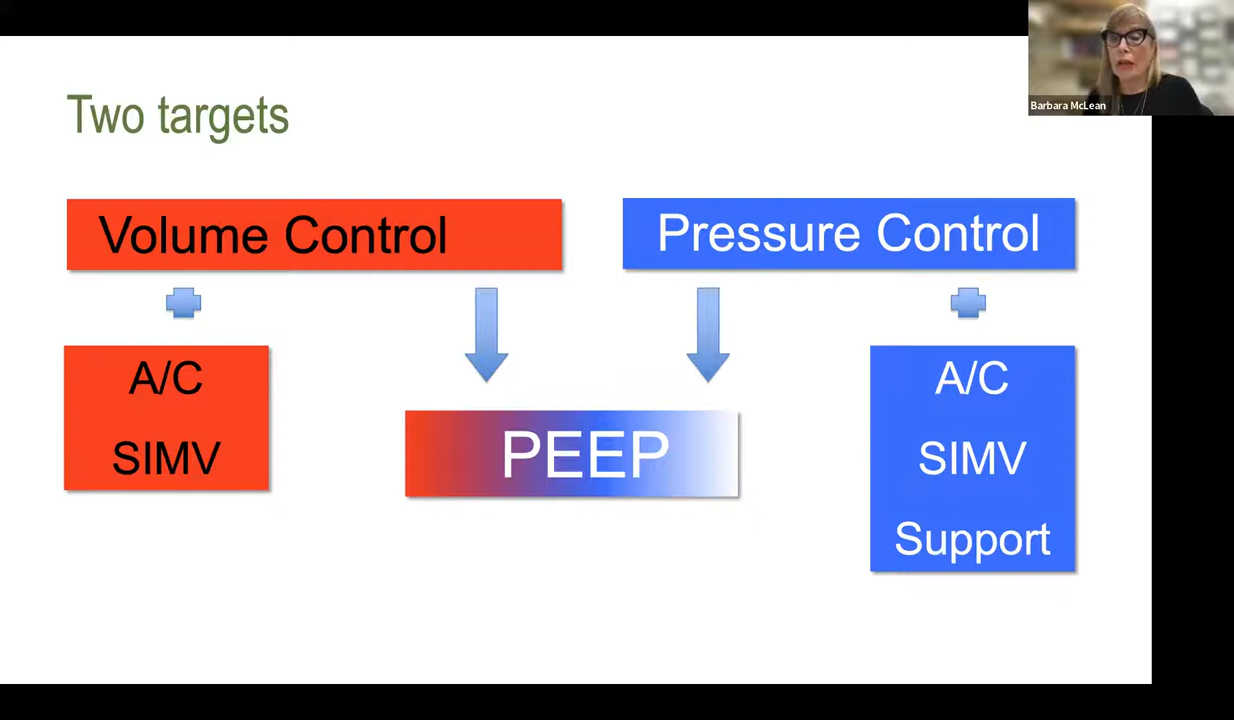 Barbara McLean
Two targets
Volume Control
Pressure Control
A/C
SIMV
PEEP
A/C
SIMV
Support